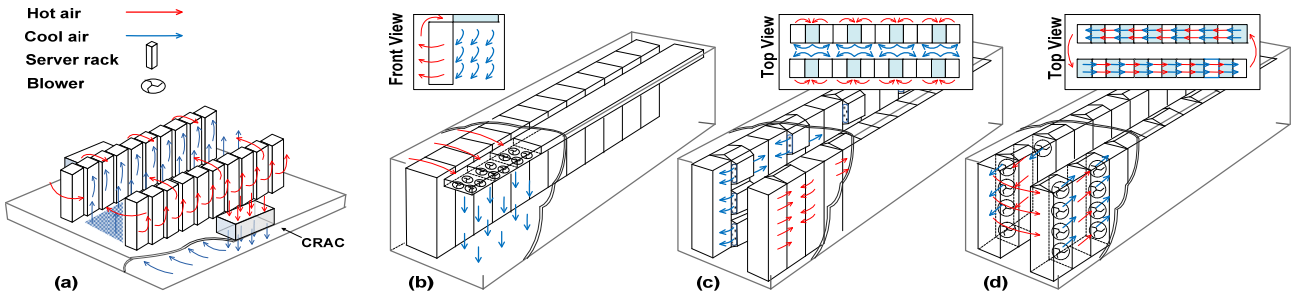 Hot air
Cool air
Server rack
Blower
CRAC
(a)
Front View
(b)
Top View
(c)
Top View
(d)